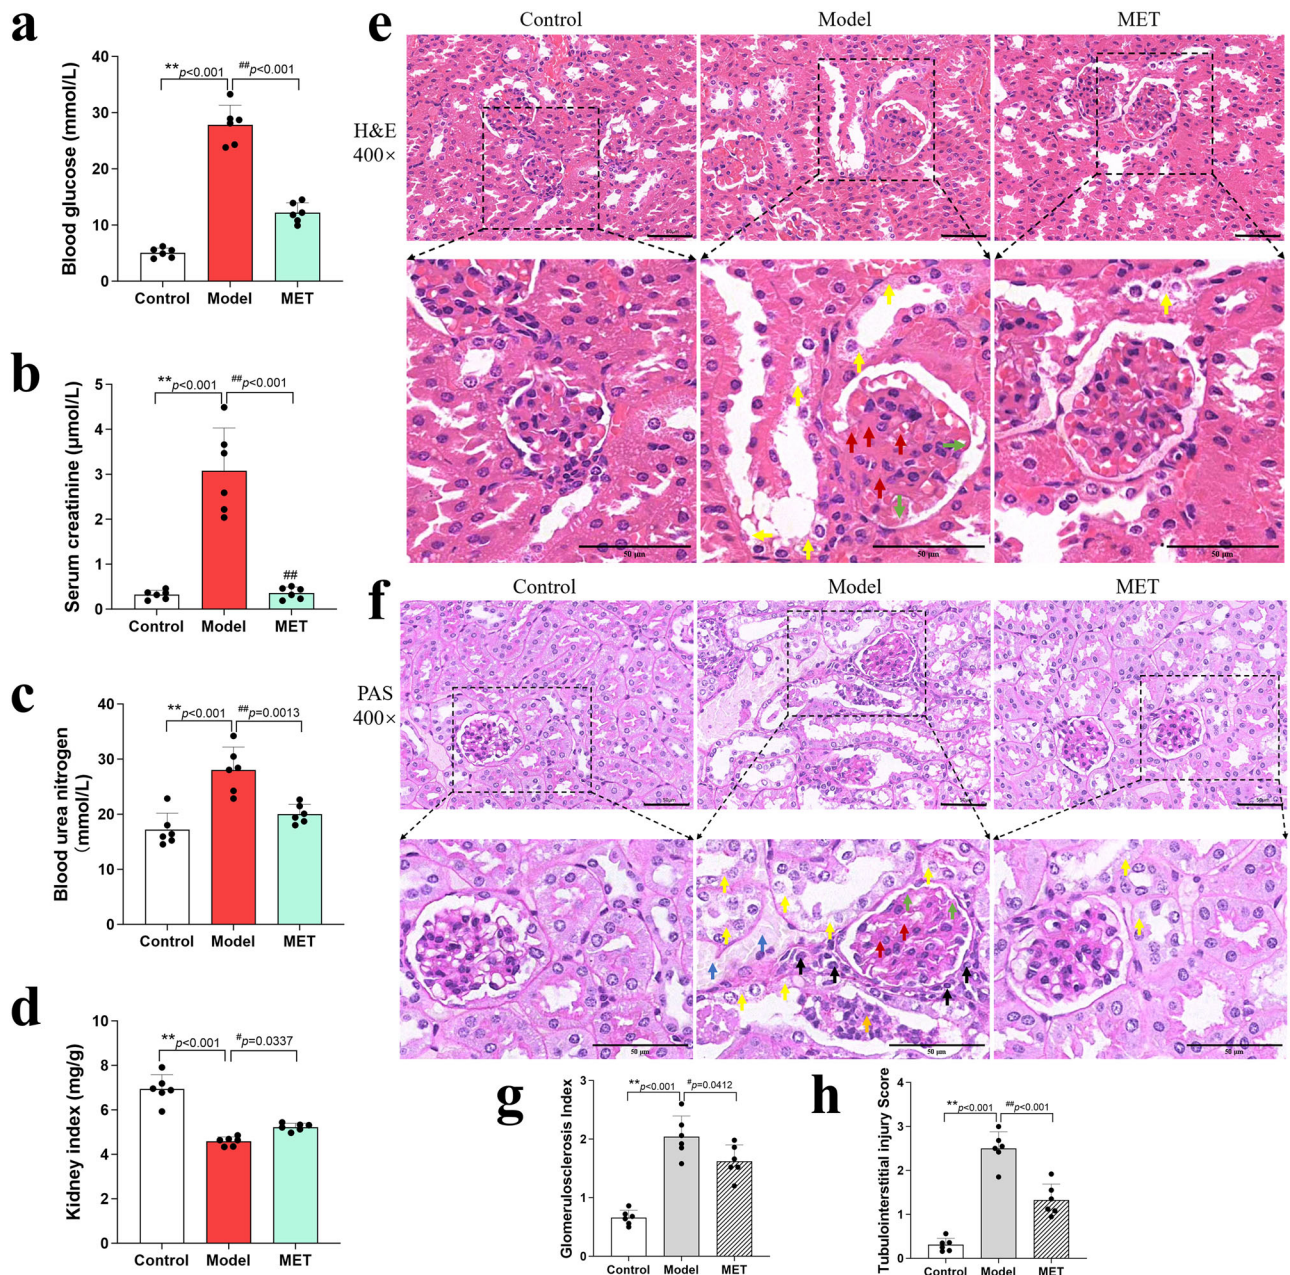 a
Blood glucose (mmol/L)
40
30
20
10
0
**p<0.001
##p<0.001
Control Model MET
b
Serum creatinine (μmol/L)
5
4
3
2
1
0
**p<0.001
##p<0.001
##
Control Model MET
c
Blood urea nitrogen
(mmol/L)
40
30
20
10
0
**p<0.001
##p=0.0013
Control Model MET
d
Kidney index (mg/g)
10
8
6
4
2
0
**p<0.001
#p=0.0337
Control Model MET
e
Control Model MET
H&E
400×
50 μm
50 μm
50 μm
f
Control Model MET
PAS
400×
50 μm
50 μm
50 μm
g
Glomerulosclerosis Index
3
2
1
0
**p<0.001
#p=0.0412
Control Model MET
h
Tubulointerstitial injury Score
4
3
2
1
0
**p<0.001
##p<0.001
Control Model MET